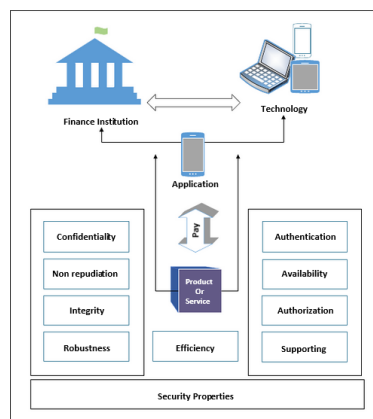 Finance Institution
Technology
Application
Pay
Product
Or
Service
Confidentiality
Non repudiation
Integrity
Robustness
Efficiency
Authentication
Availability
Authorization
Supporting
Security Properties